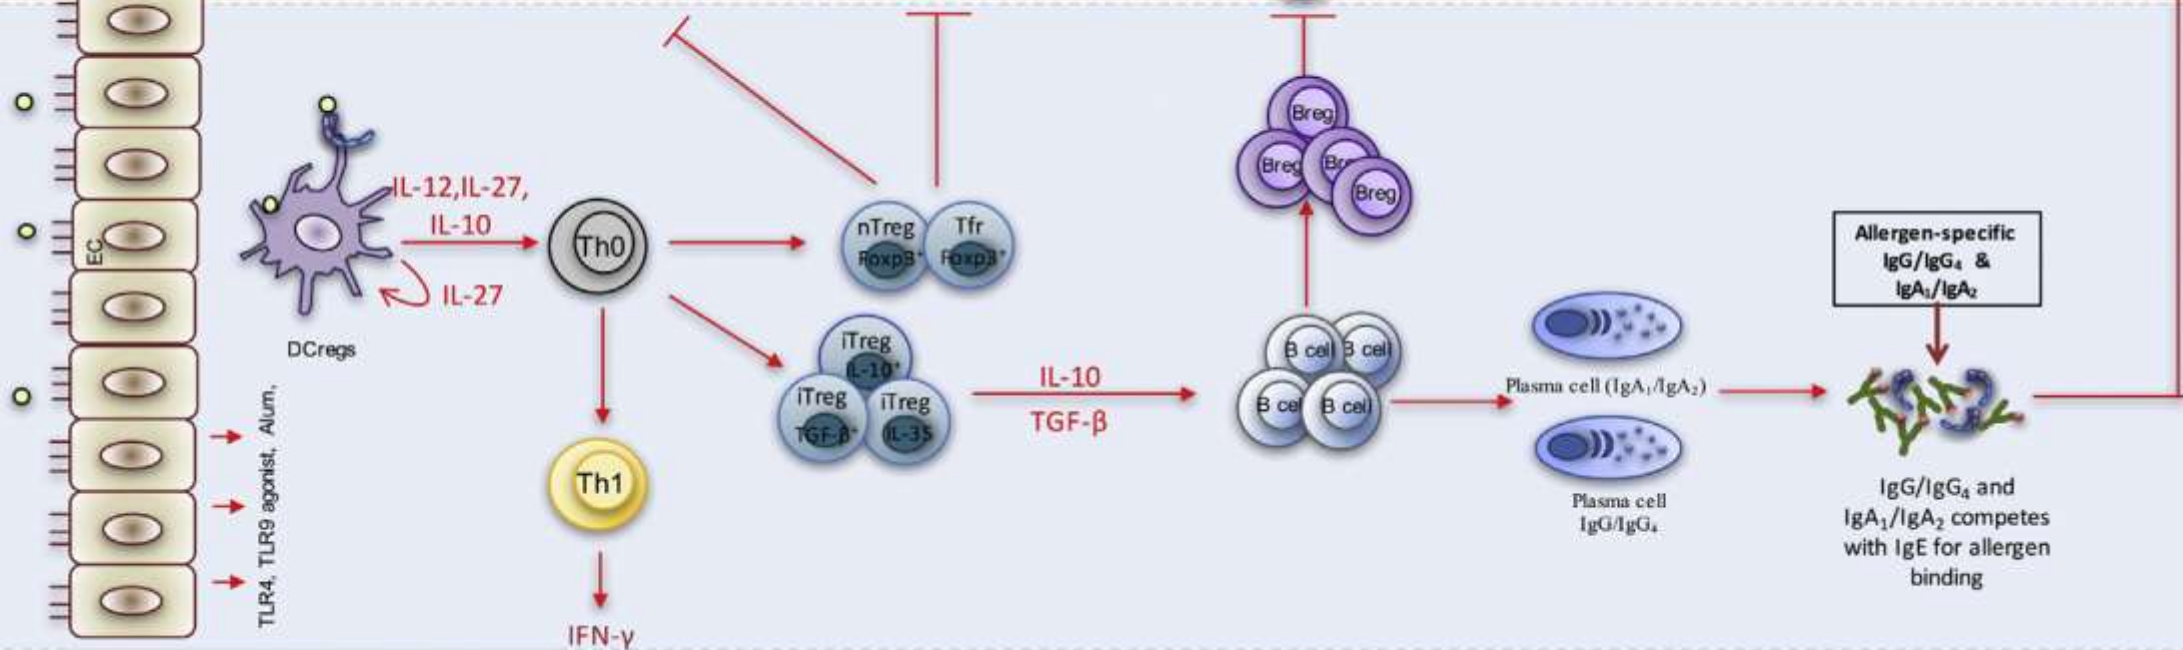 EC
TLR4, TLR9 agonist, Alum,
IL-12,IL-27,
IL-10
IL-27
DCregs
Th0
Th1
IFN-γ
nTreg
Foxp3⁺
Tfr
Foxp3⁺
iTreg
IL-10⁺
iTreg
TGF-β⁺
iTreg
IL-35
IL-10
TGF-β
Breg
Breg
Breg
Breg
B cell
B cell
B cell
B cell
Plasma cell (IgA₁/IgA₂)
Plasma cell
IgG/IgG₄
Allergen-specific
IgG/IgG₄ &
IgA₁/IgA₂
IgG/IgG₄ and
IgA₁/IgA₂ competes
with IgE for allergen
binding